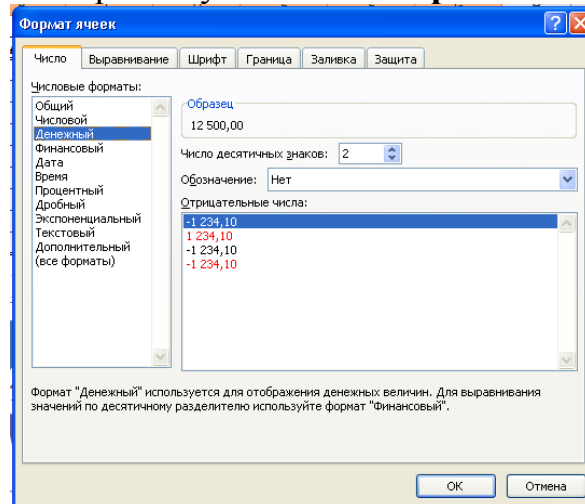 Формат ячеек
Число Выравнивание Шрифт Граница Заливка Защита
Числовые форматы:
Общий
Числовой
Денежный
Финансовый
Дата
Время
Процентный
Дробный
Экспоненциальный
Текстовый
Дополнительный
(все форматы)
Образец
12 500,00
Число десятичных знаков: 2
Обозначение: Нет
Отрицательные числа:
-1 234,10
1 234,10
-1 234,10
-1 234,10
Формат "Денежный" используется для отображения денежных величин. Для выравнивания
значений по десятичному разделителю используйте формат "Финансовый".
ОК Отмена